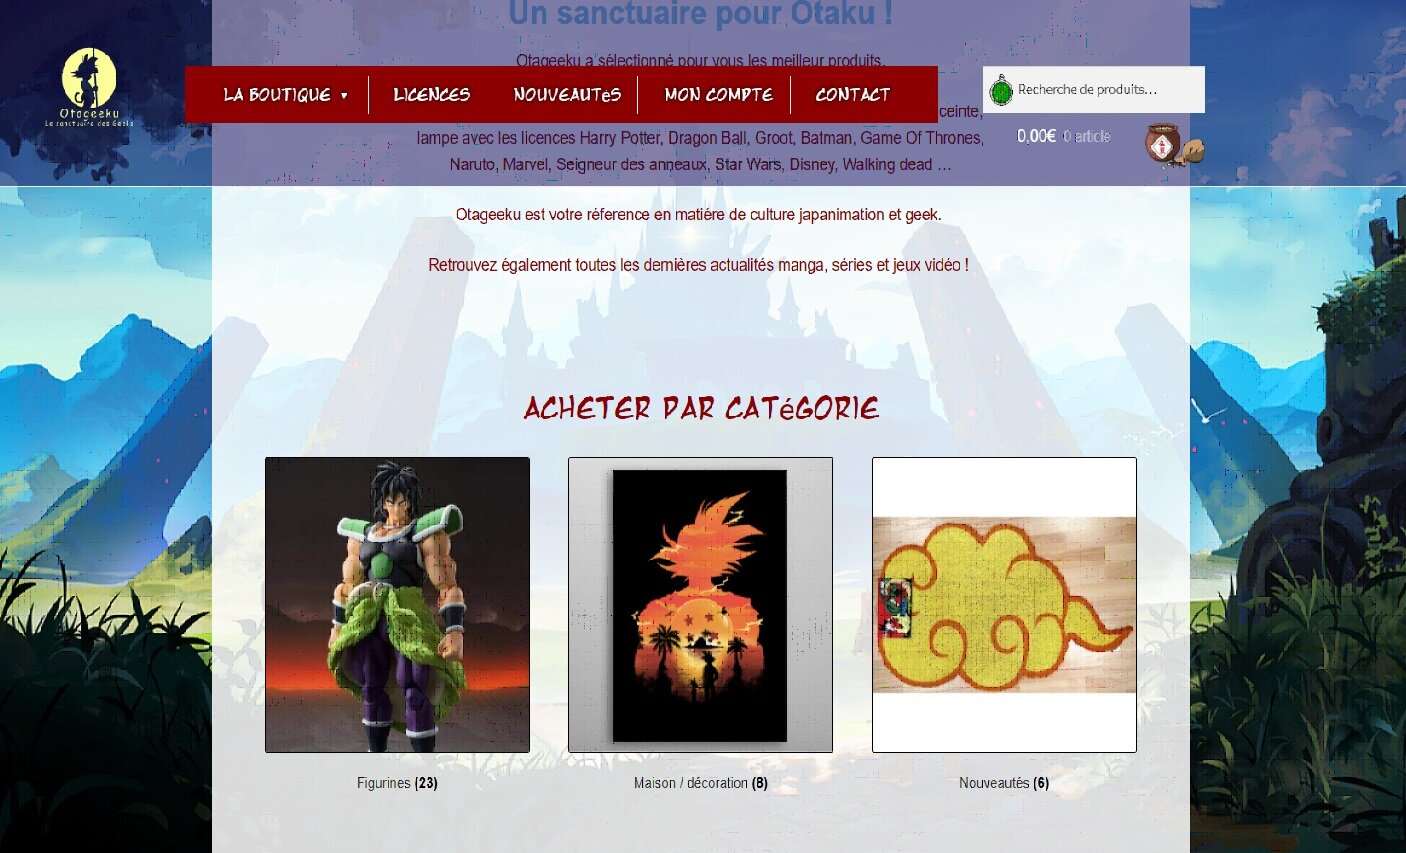 Un sanctuaire pour Otaku !
Otageeku a sélectionné pour vous les meilleur produits.
Otageeku
Le sanctuaire des Geeks
LA BOUTIQUE ▼
LICENCES
NOUVEAUTéS
MON COMPTE
CONTACT
Recherche de produits…
ceinte,
0,00€ 0 article
lampe avec les licences Harry Potter, Dragon Ball, Groot, Batman, Game Of Thrones,
Naruto, Marvel, Seigneur des anneaux, Star Wars, Disney, Walking dead …
Otageeku est votre réference en matiére de culture japanimation et geek.
Retrouvez également toutes les dernières actualités manga, séries et jeux vidéo !
ACHETER PAR CATéGORIE
Figurines (23)
Maison / décoration (8)
Nouveautés (6)